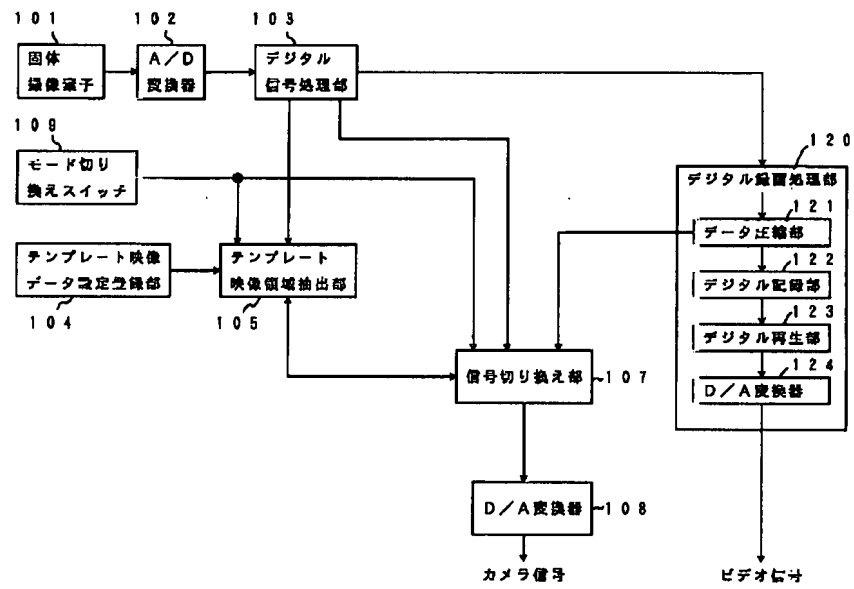 101
102
103
固体
撮像素子
A/D
変換器
デジタル
信号処理部
109
モード切り
換えスイッチ
120
デジタル録画処理部
121
データ圧縮部
122
デジタル記録部
123
デジタル再生部
124
D/A変換器
テンプレート映像
データ設定登録部
104
テンプレート
映像領域抽出部
105
信号切り換え部
107
D/A変換器
108
カメラ信号
ビデオ信号